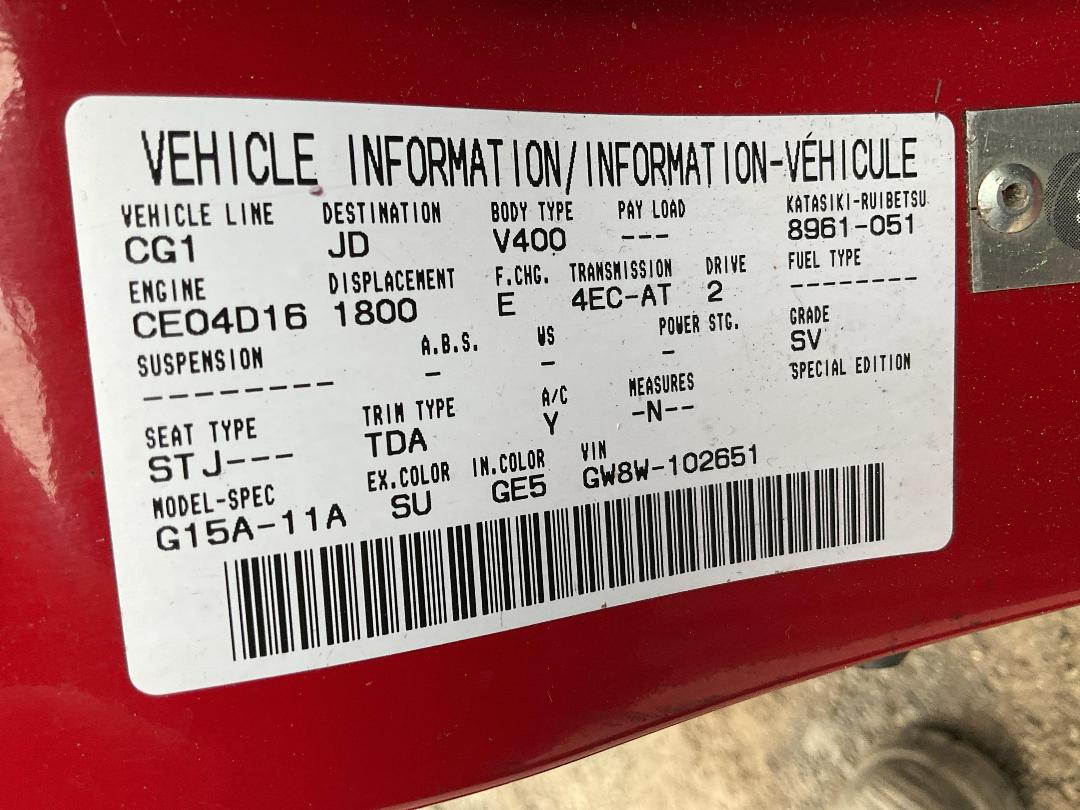 VEHICLE INFORMATION/INFORMATION-VÉHICULE
VEHICLE LINE DESTINATION BODY TYPE PAY LOAD KATASIKI-RUIBETSU
CG1 JD V400 --- 8961-051
ENGINE DISPLACEMENT F.CHG. TRANSMISSION DRIVE FUEL TYPE
CE04D16 1800 E 4EC-AT 2 --------
SUSPENSION A.B.S. WS POWER STG. GRADE
--------- - - - SV
SEAT TYPE TRIM TYPE A/C MEASURES SPECIAL EDITION
STJ--- TDA Y -N--
MODEL-SPEC EX.COLOR IN.COLOR VIN
G15A-11A SU GE5 GW8W-102651